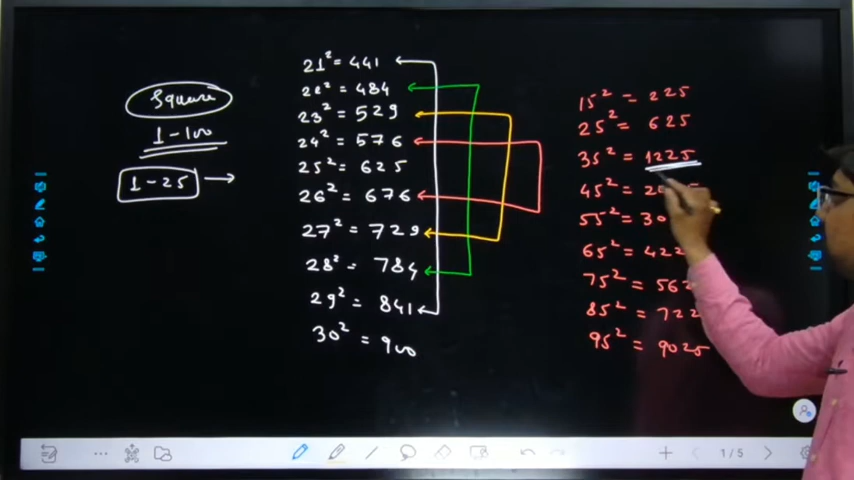 Square
1-100
1-25
21² = 441
22² = 484
23² = 529
24² = 576
25² = 625
26² = 676
27² = 729
28² = 784
29² = 841
30² = 900
15² = 225
25² = 625
35² = 1225
45² =
55² =
65² =
75² =
85² =
95² = 9025
1/5